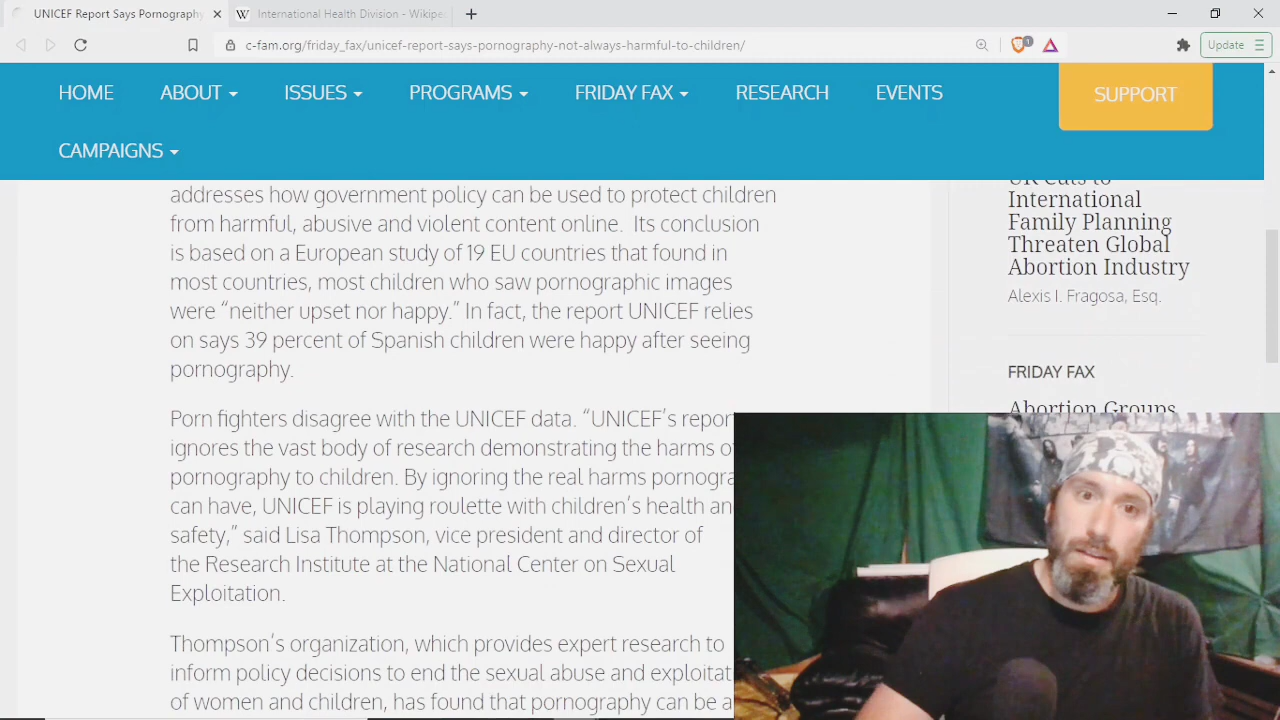 UNICEF Report Says Pornography
International Health Division - Wikipe
c-fam.org/friday_fax/unicef-report-says-pornography-not-always-harmful-to-children/
1
Update
HOME
ABOUT
ISSUES
PROGRAMS
FRIDAY FAX
RESEARCH
EVENTS
SUPPORT
CAMPAIGNS
addresses how government policy can be used to protect children
from harmful, abusive and violent content online. Its conclusion
is based on a European study of 19 EU countries that found in
most countries, most children who saw pornographic images
were “neither upset nor happy.” In fact, the report UNICEF relies
on says 39 percent of Spanish children were happy after seeing
pornography.
Porn fighters disagree with the UNICEF data. “UNICEF’s repor
ignores the vast body of research demonstrating the harms o
pornography to children. By ignoring the real harms pornogra
can have, UNICEF is playing roulette with children’s health an
safety,” said Lisa Thompson, vice president and director of
the Research Institute at the National Center on Sexual
Exploitation.
Thompson’s organization, which provides expert research to
inform policy decisions to end the sexual abuse and exploitat
of women and children, has found that pornography can be a
UK Cuts to
International
Family Planning
Threaten Global
Abortion Industry
Alexis I. Fragosa, Esq.
FRIDAY FAX
Abortion Groups